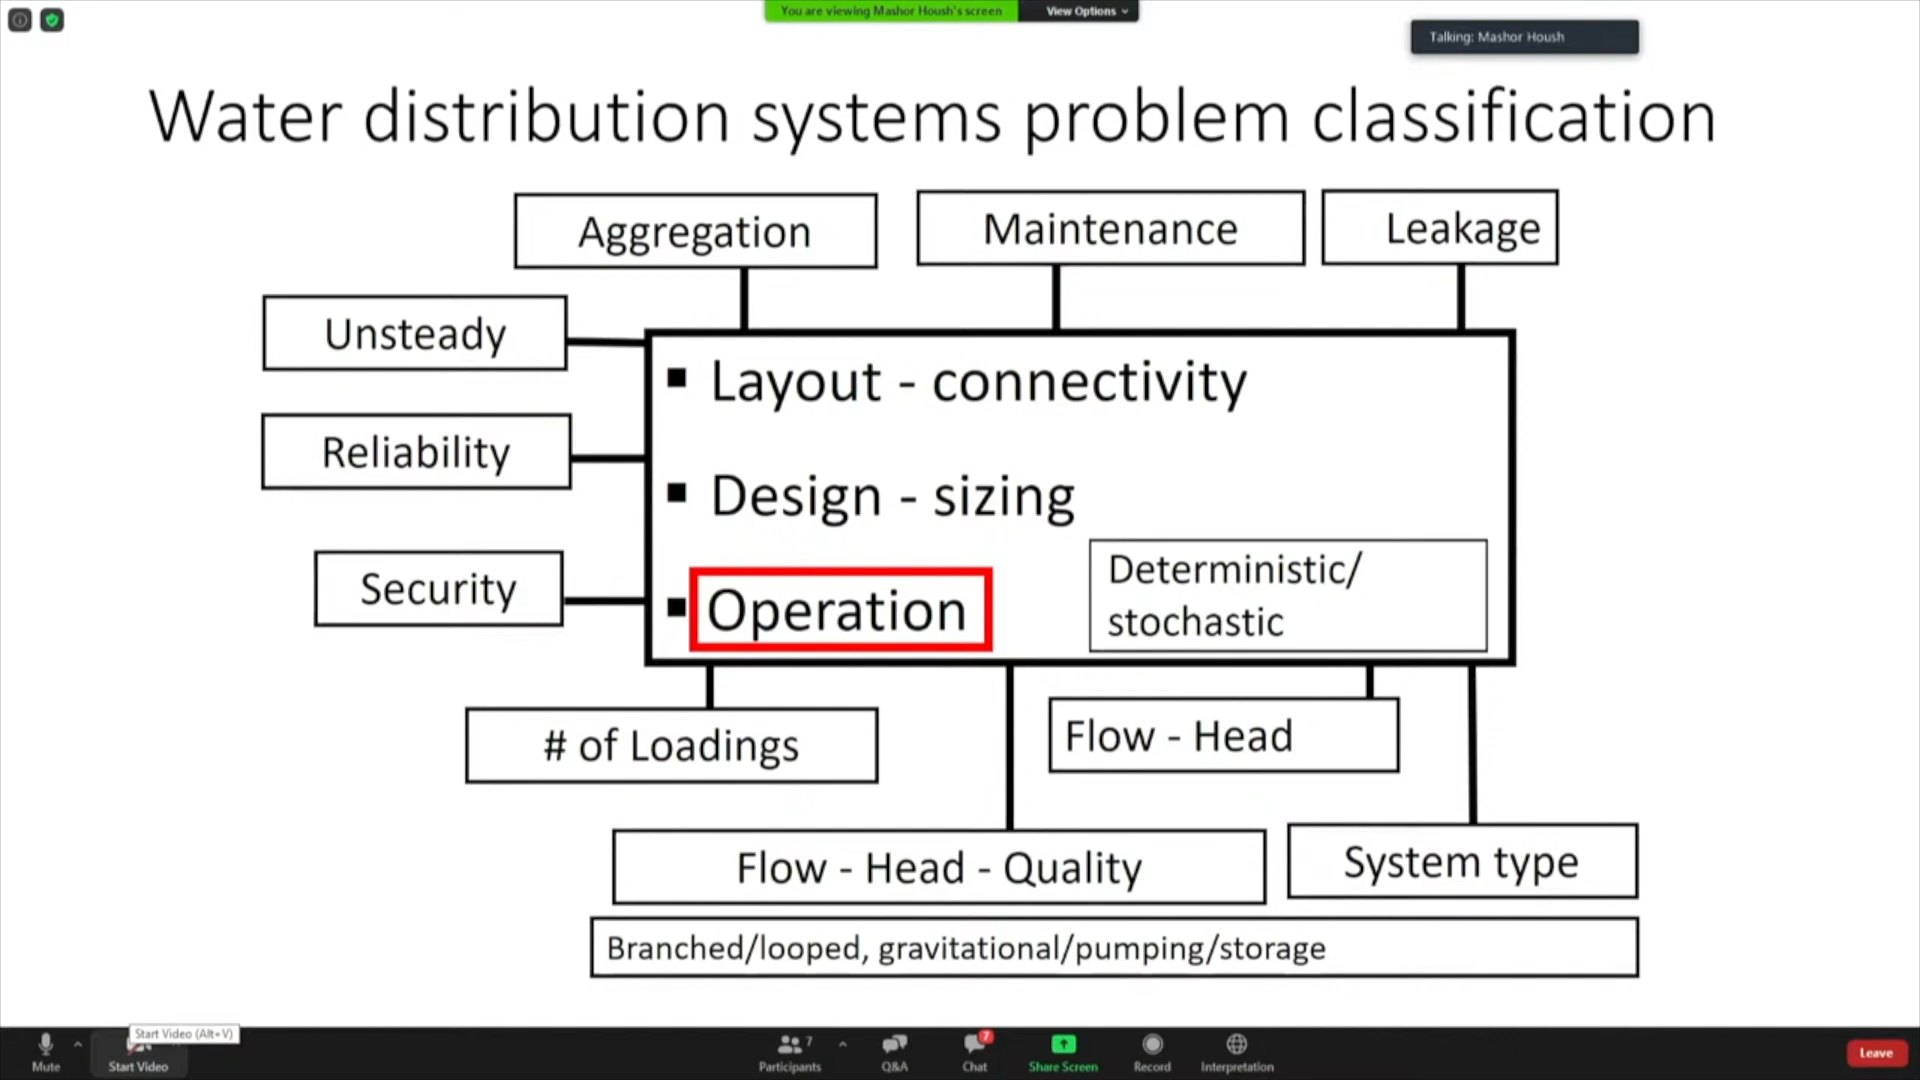 You are viewing Mashor Housh's screen
View Options
Talking: Mashor Housh
Water distribution systems problem classification
Aggregation
Maintenance
Leakage
Unsteady
Reliability
Security
Layout - connectivity
Design - sizing
Operation
Deterministic/
stochastic
# of Loadings
Flow - Head
Flow - Head - Quality
System type
Branched/looped, gravitational/pumping/storage
Start Video (Alt+V)
Mute
Start Video
7
Participants
Q&A
7
Chat
Share Screen
Record
Interpretation
Leave